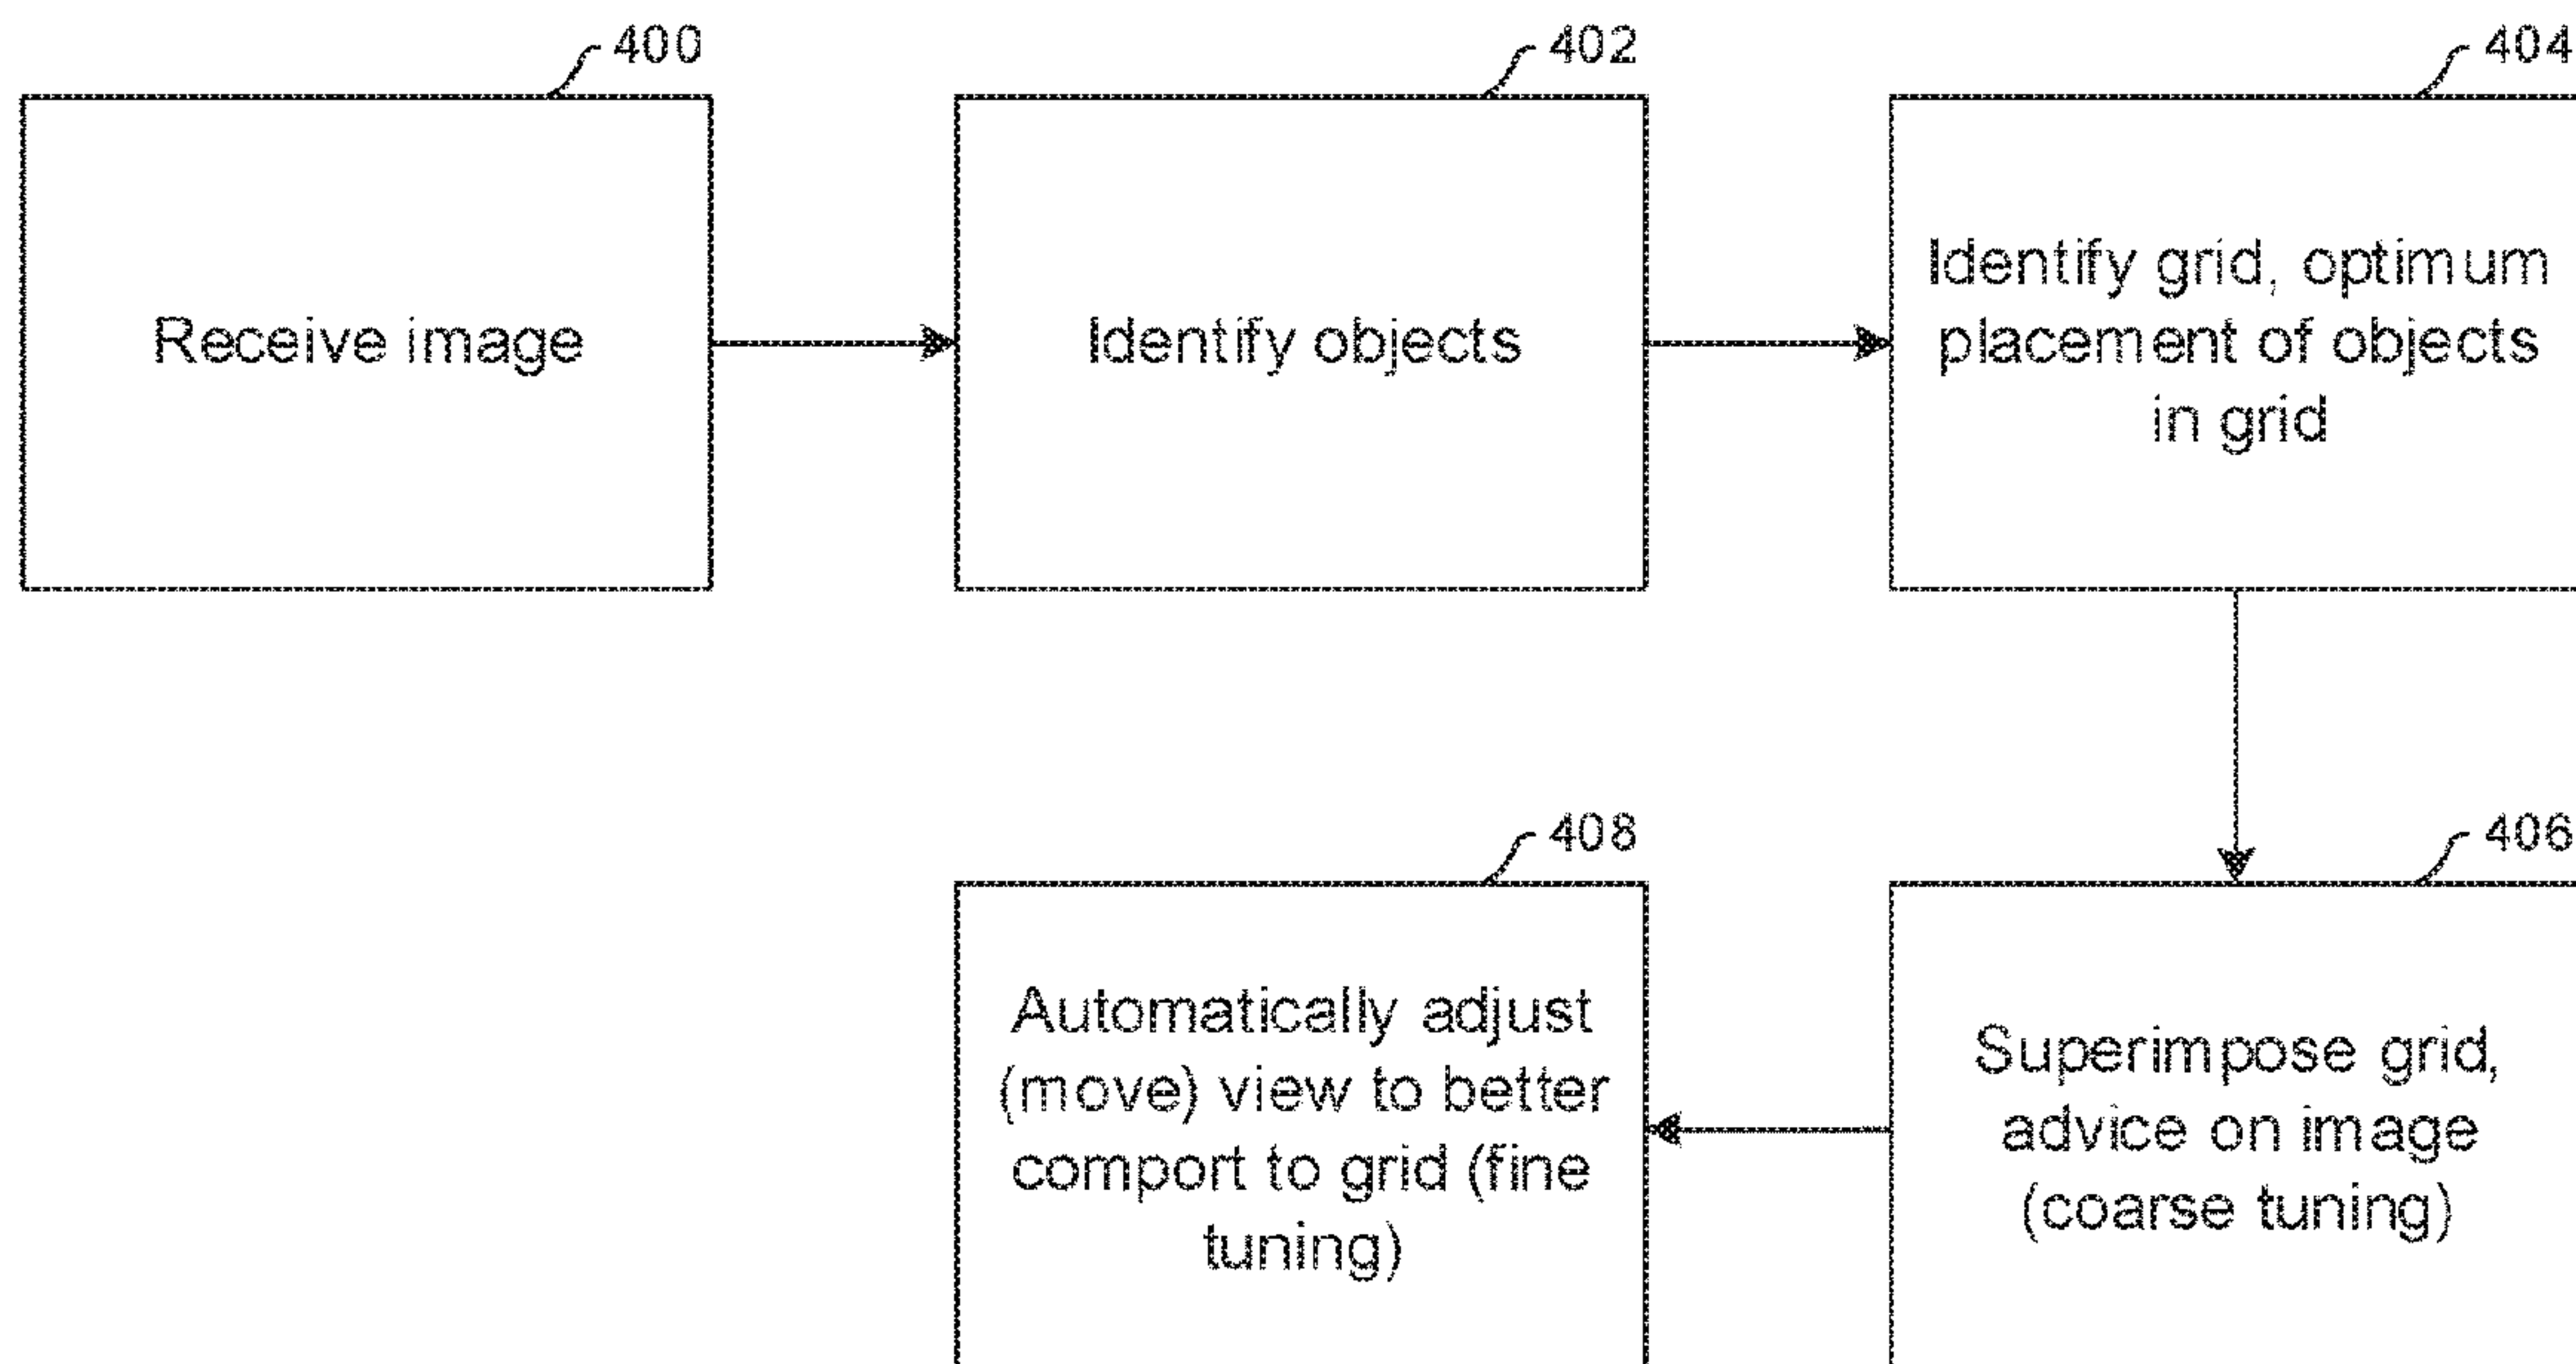 400
Receive image
402
Identify objects
404
Identify grid, optimum
placement of objects
in grid
406
Superimpose grid,
advice on image
(coarse tuning)
408
Automatically adjust
(move) view to better
comport to grid (fine
tuning)